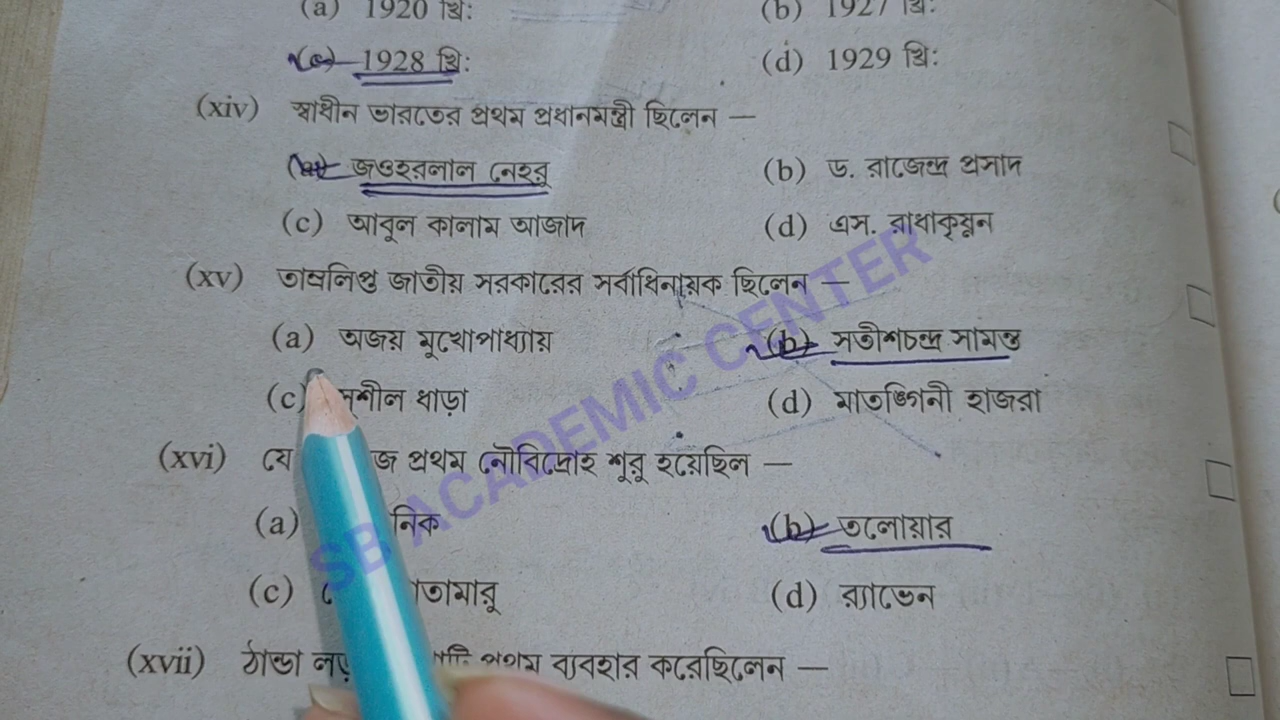 (a) 1920 খ্রি: (b) 1927 খ্রি:
(c) 1928 খ্রি: (d) 1929 খ্রি:
(xiv) স্বাধীন ভারতের প্রথম প্রধানমন্ত্রী ছিলেন —
(a) জওহরলাল নেহরু (b) ড. রাজেন্দ্র প্রসাদ
(c) আবুল কালাম আজাদ (d) এস. রাধাকৃষ্ণন
(xv) তাম্রলিপ্ত জাতীয় সরকারের সর্বাধিনায়ক ছিলেন —
(a) অজয় মুখোপাধ্যায় (b) সতীশচন্দ্র সামন্ত
(c) সুশীল ধাড়া (d) মাতঙ্গিনী হাজরা
(xvi) যে প্রথম নৌবিদ্রোহ শুরু হয়েছিল —
(a) (b) তলোয়ার
(c) (d) র‍্যাভেন
(xvii) ঠান্ডা প্রথম ব্যবহার করেছিলেন —
SB ACADEMIC CENTER